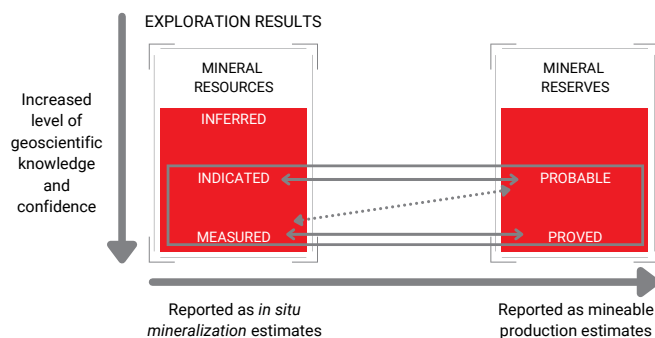 EXPLORATION RESULTS
MINERAL
RESOURCES
MINERAL
RESERVES
Increased
level of
geoscientific
knowledge
and
confidence
INFERRED
INDICATED
PROBABLE
MEASURED
PROVED
Reported as in situ
mineralization estimates
Reported as mineable
production estimates